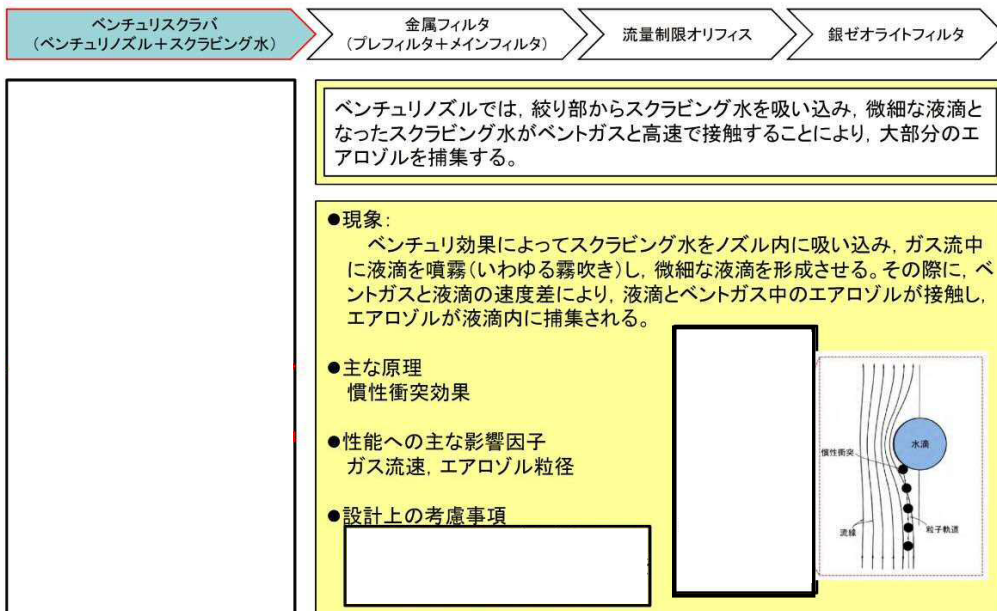 ベンチュリスクラバ
(ベンチュリノズル+スクラビング水)
金属フィルタ
(プレフィルタ+メインフィルタ)
流量制限オリフィス
銀ゼオライトフィルタ
ベンチュリノズルでは, 絞り部からスクラビング水を吸い込み, 微細な液滴と
なったスクラビング水がベントガスと高速で接触することにより, 大部分のエ
アロゾルを捕集する。
●現象:
ベンチュリ効果によってスクラビング水をノズル内に吸い込み, ガス流中
に液滴を噴霧(いわゆる霧吹き)し, 微細な液滴を形成させる。その際に, ベ
ントガスと液滴の速度差により, 液滴とベントガス中のエアロゾルが接触し,
エアロゾルが液滴内に捕集される。
●主な原理
慣性衝突効果
●性能への主な影響因子
ガス流速, エアロゾル粒径
●設計上の考慮事項
水滴
慣性衝突
流線
粒子軌道